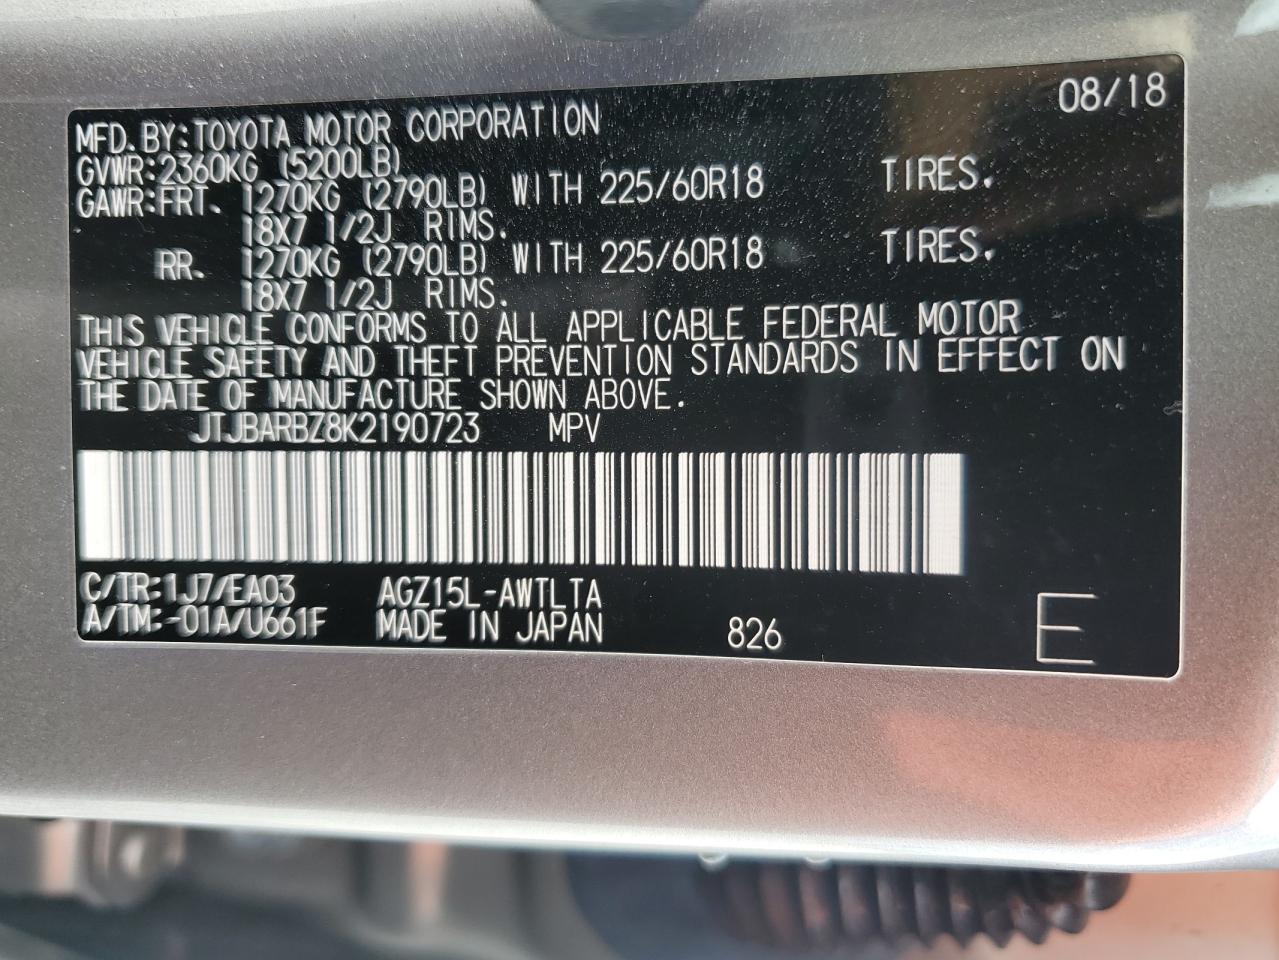 08/18
MFD.BY:TOYOTA MOTOR CORPORATION
GVWR:2360KG (5200LB)
GAWR:FRT. 1270KG (2790LB) WITH 225/60R18 TIRES.
18X7 1/2J RIMS.
RR. 1270KG (2790LB) WITH 225/60R18 TIRES.
18X7 1/2J RIMS.
THIS VEHICLE CONFORMS TO ALL APPLICABLE FEDERAL MOTOR
VEHICLE SAFETY AND THEFT PREVENTION STANDARDS IN EFFECT ON
THE DATE OF MANUFACTURE SHOWN ABOVE.
JTJBARBZ8K2190723 MPV
C/TR:1J7/EA03 AGZ15L-AWTLTA
A/TM:-01A/U661F MADE IN JAPAN 826 E